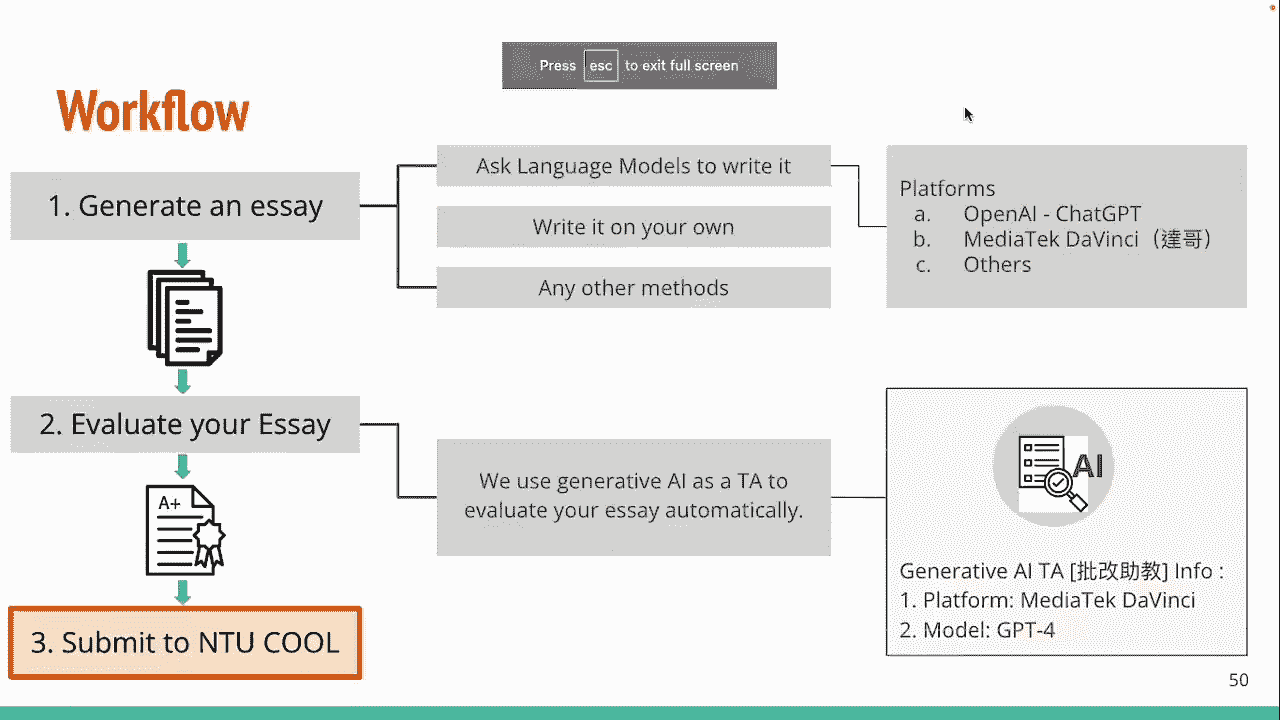 Press esc to exit full screen
Workflow
1. Generate an essay
Ask Language Models to write it
Write it on your own
Any other methods
Platforms
a. OpenAI - ChatGPT
b. MediaTek DaVinci（達哥）
c. Others
2. Evaluate your Essay
We use generative AI as a TA to
evaluate your essay automatically.
AI
Generative AI TA [批改助教] Info :
1. Platform: MediaTek DaVinci
2. Model: GPT-4
A+
3. Submit to NTU COOL
50